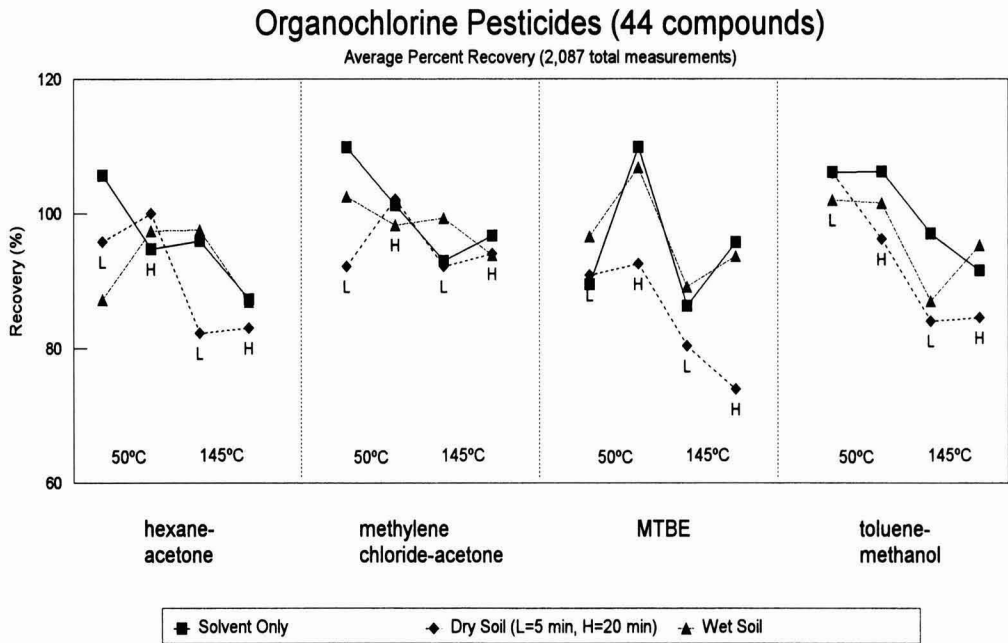 Organochlorine Pesticides (44 compounds)
Average Percent Recovery (2,087 total measurements)
120
100
80
60
Recovery (%)
L H L H
L H L H
L H L H
L H L H
50ºC 145ºC 50ºC 145ºC 50ºC 145ºC 50ºC 145ºC
hexane-
acetone
methylene
chloride-acetone
MTBE
toluene-
methanol
Solvent Only Dry Soil (L=5 min, H=20 min) Wet Soil